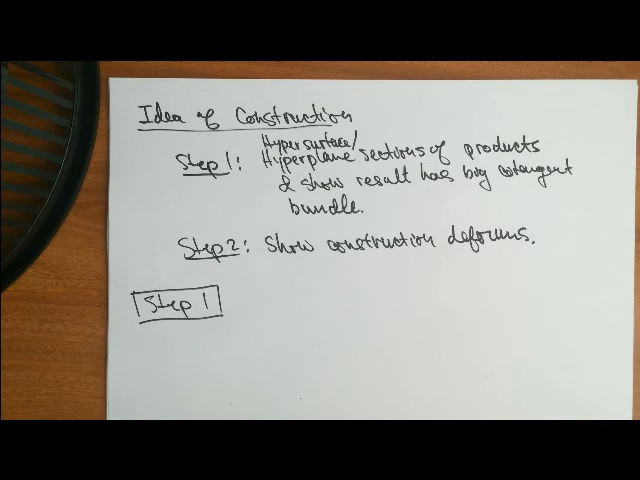 Idea of Construction
Hypersurface/
Step 1: Hyperplane sections of products
& show result has big cotangent
bundle.
Step 2: Show construction deforms.
Step 1